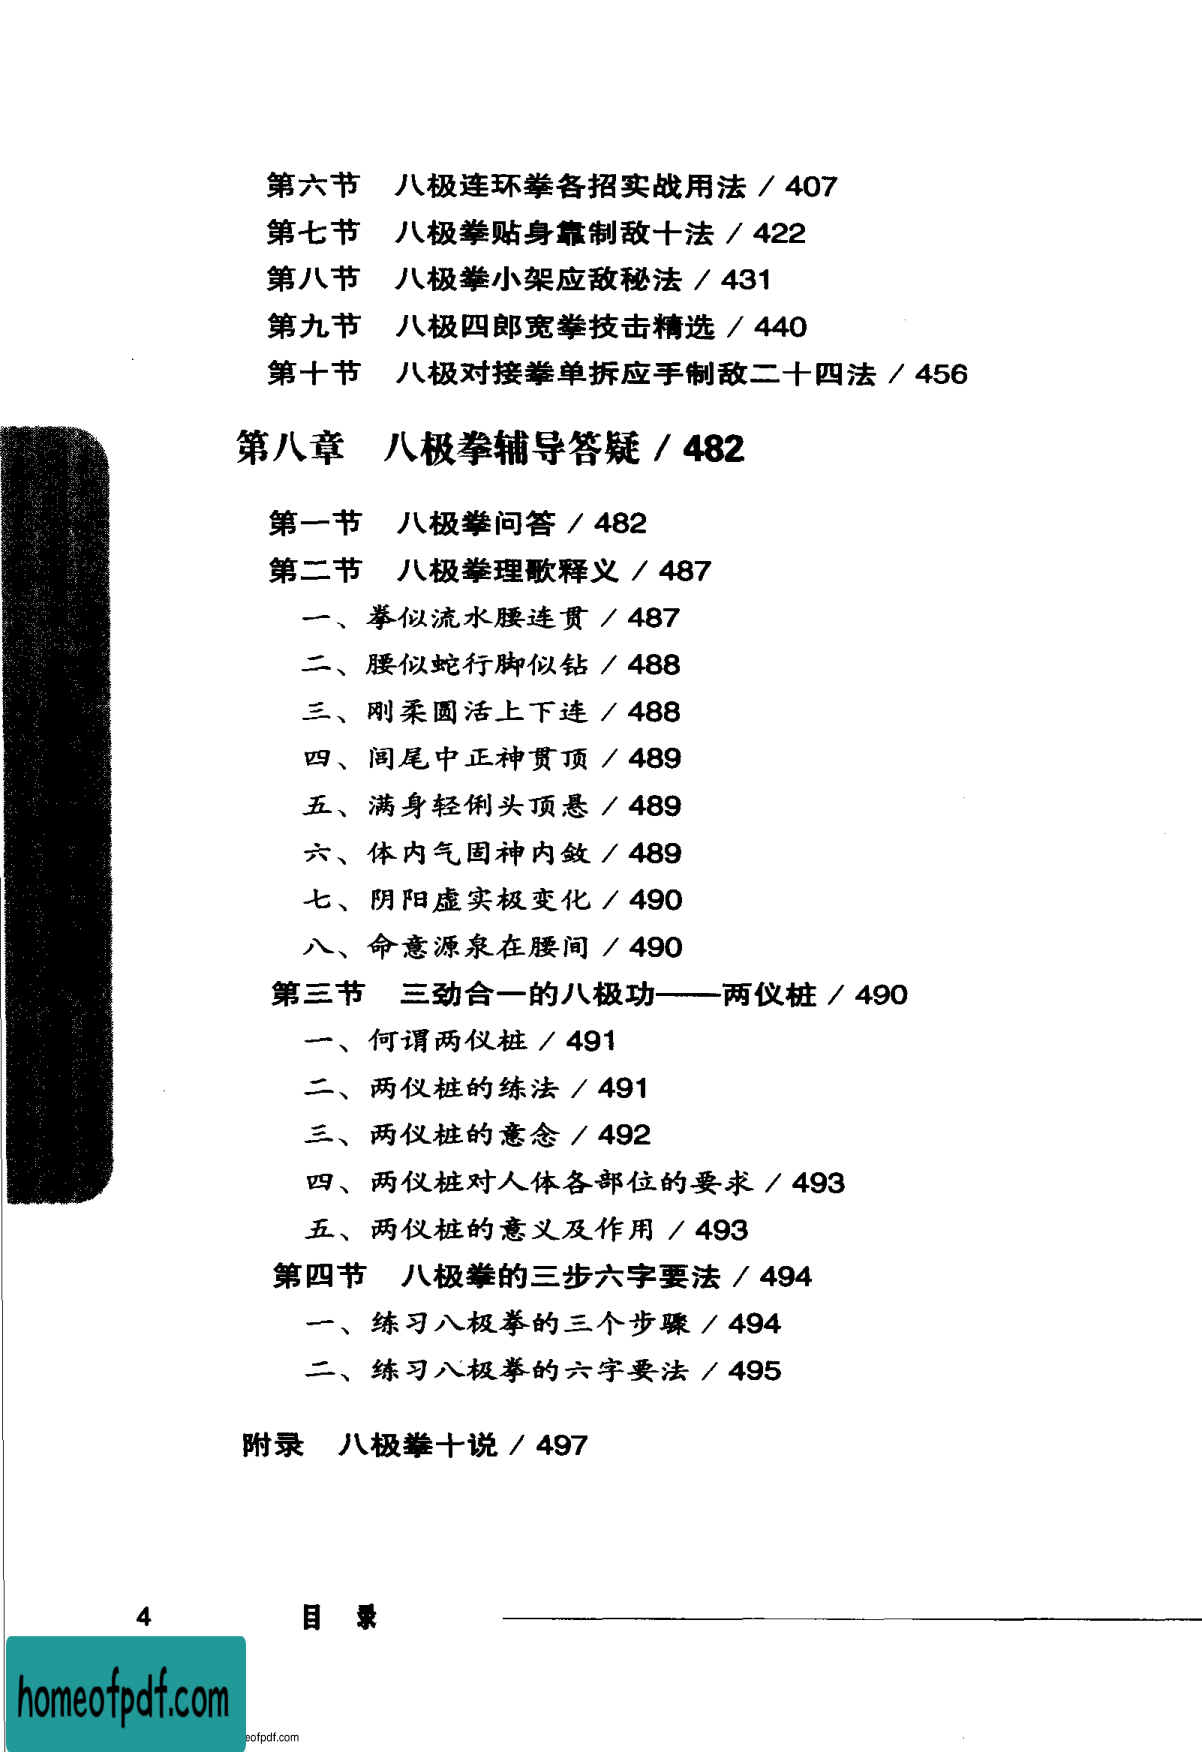 第六节 八极连环拳各招实战用法 / 407
第七节 八极拳贴身靠制敌十法 / 422
第八节 八极拳小架应敌秘法 / 431
第九节 八极四郎宽拳技击精选 / 440
第十节 八极对接拳单拆应手制敌二十四法 / 456
第八章 八极拳辅导答疑 / 482
第一节 八极拳问答 / 482
第二节 八极拳理歌释义 / 487
一、拳似流水腰连贯 / 487
二、腰似蛇行脚似钻 / 488
三、刚柔圆活上下连 / 488
四、闾尾中正神贯顶 / 489
五、满身轻俐头顶悬 / 489
六、体内气固神内敛 / 489
七、阴阳虚实极变化 / 490
八、命意源泉在腰间 / 490
第三节 三劲合一的八极功——两仪桩 / 490
一、何谓两仪桩 / 491
二、两仪桩的练法 / 491
三、两仪桩的意念 / 492
四、两仪桩对人体各部位的要求 / 493
五、两仪桩的意义及作用 / 493
第四节 八极拳的三步六字要法 / 494
一、练习八极拳的三个步骤 / 494
二、练习八极拳的六字要法 / 495
附录 八极拳十说 / 497
4 目 录
homeofpdf.com
eofpdf.com